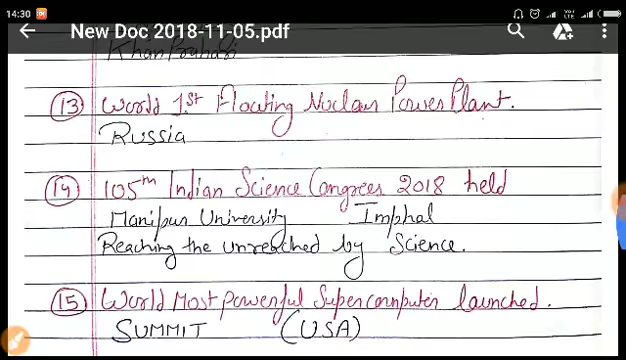 14:30
New Doc 2018-11-05.pdf
13 World 1st Floating Nuclear Power Plant.
Russia
14 105th Indian Science Congress 2018 held
Manipur University Imphal
Reaching the unreached by Science.
15 World Most Powerful Supercomputer launched.
SUMMIT (USA)